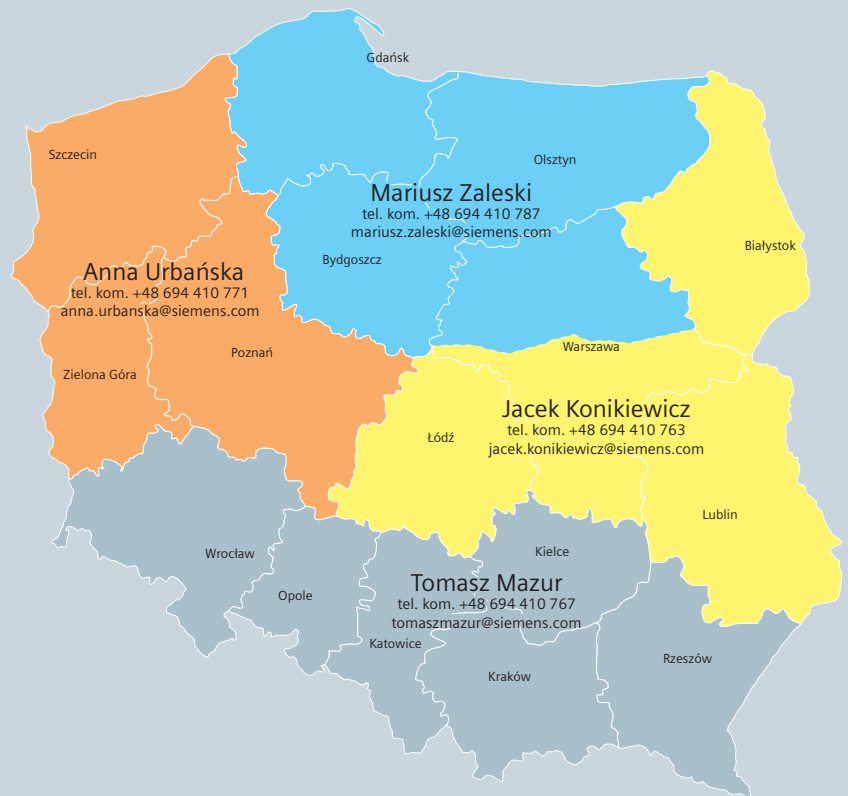 Gdańsk
Szczecin
Olsztyn
Mariusz Zaleski
tel. kom. +48 694 410 787
mariusz.zaleski@siemens.com
Białystok
Bydgoszcz
Anna Urbańska
tel. kom. +48 694 410 771
anna.urbanska@siemens.com
Warszawa
Poznań
Zielona Góra
Jacek Konikiewicz
tel. kom. +48 694 410 763
jacek.konikiewicz@siemens.com
Łódź
Lublin
Wrocław
Kielce
Tomasz Mazur
tel. kom. +48 694 410 767
tomaszmazur@siemens.com
Opole
Katowice
Rzeszów
Kraków